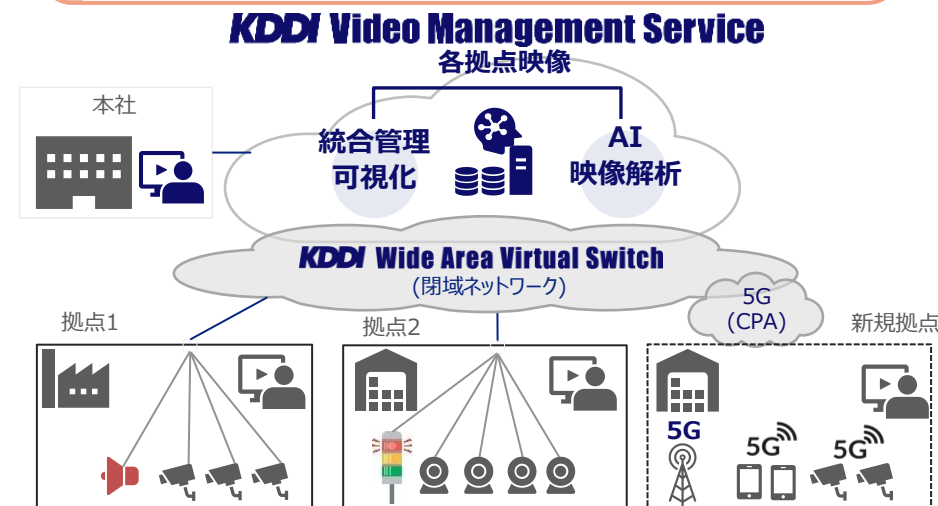 KDDI Video Management Service
各拠点映像
本社
統合管理
可視化
AI
映像解析
KDDI Wide Area Virtual Switch
(閉域ネットワーク)
5G
(CPA)
拠点1
拠点2
新規拠点
5G
5G
5G